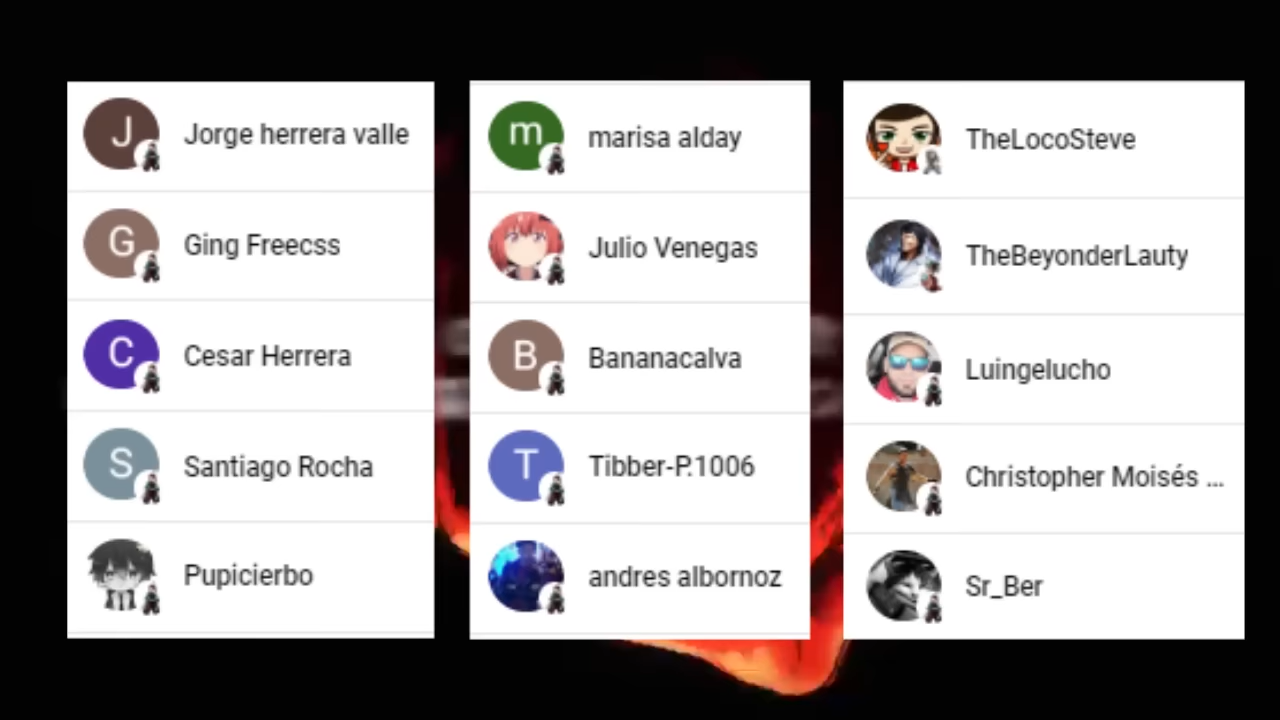 J
Jorge herrera valle
G
Ging Freecss
C
Cesar Herrera
S
Santiago Rocha
Pupicierbo
m
marisa alday
Julio Venegas
B
Bananacalva
T
Tibber-P.1006
andres albornoz
TheLocoSteve
TheBeyonderLauty
Luingelucho
Christopher Moisés ...
Sr_Ber